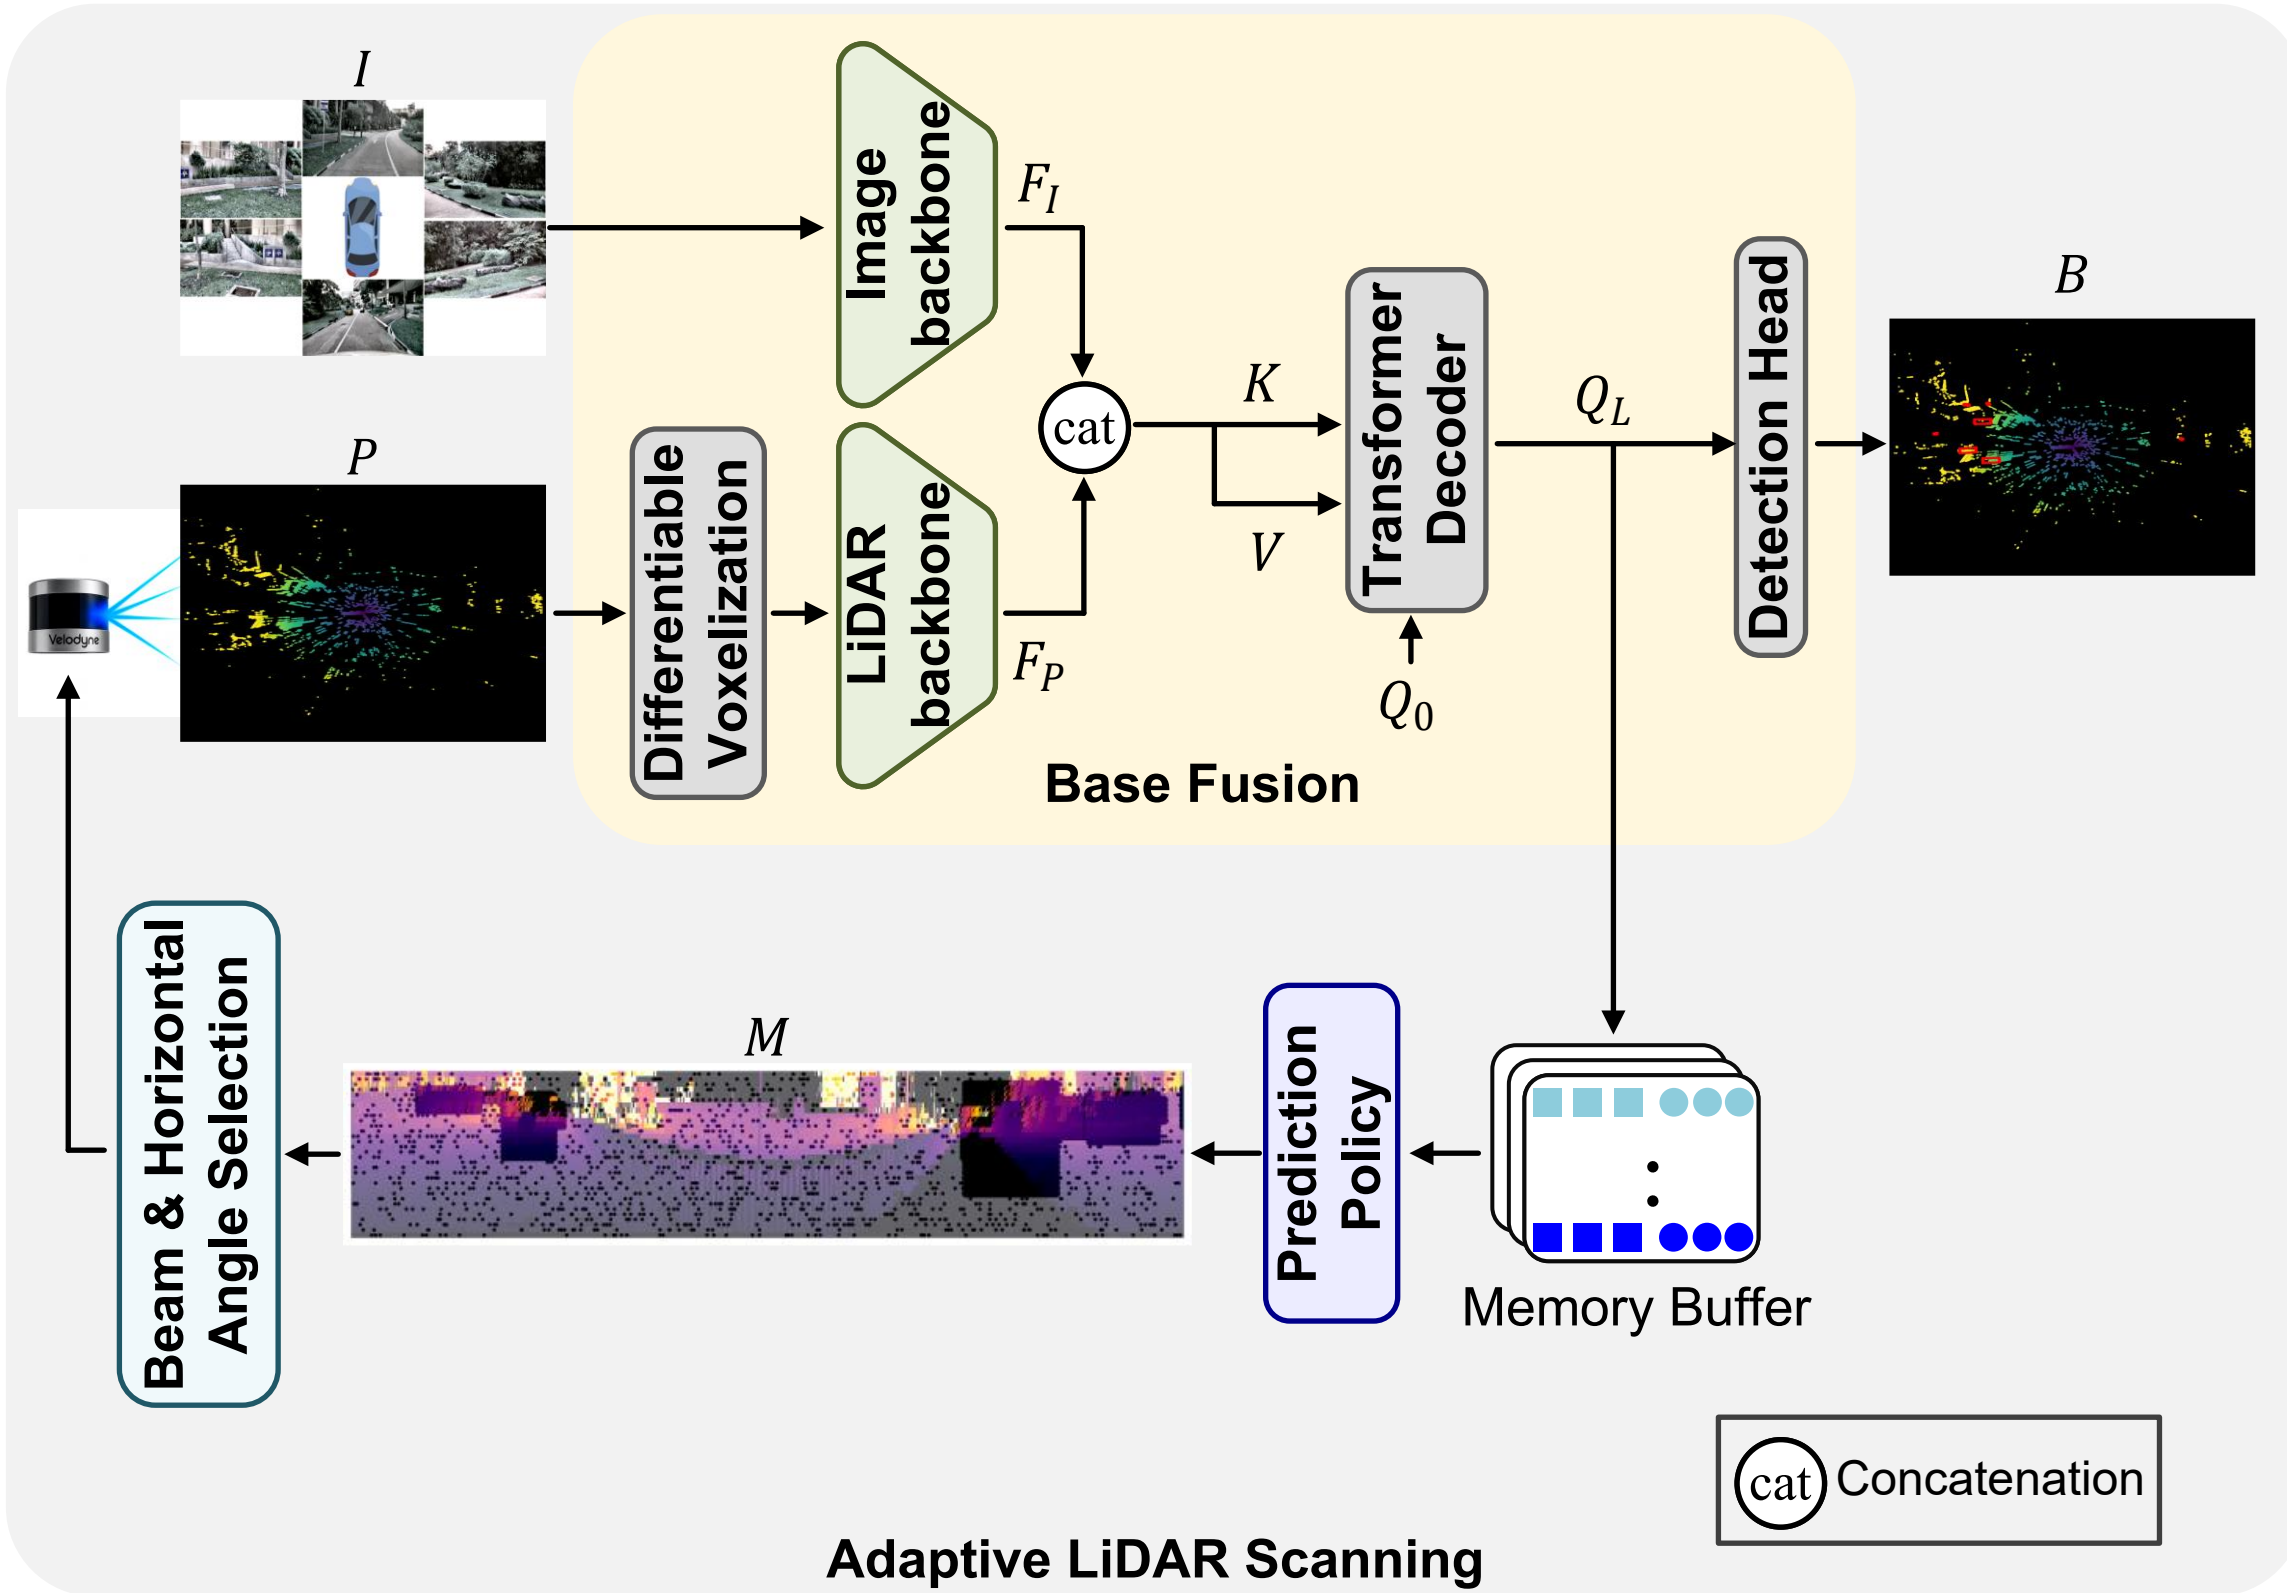 I
Image
backbone
F_I
P
Velodyne
Differentiable
Voxelization
LiDAR
backbone
F_P
cat
K
V
Transformer
Decoder
Q_0
Q_L
Detection Head
B
Base Fusion
Beam & Horizontal
Angle Selection
M
Prediction
Policy
Memory Buffer
cat Concatenation
Adaptive LiDAR Scanning